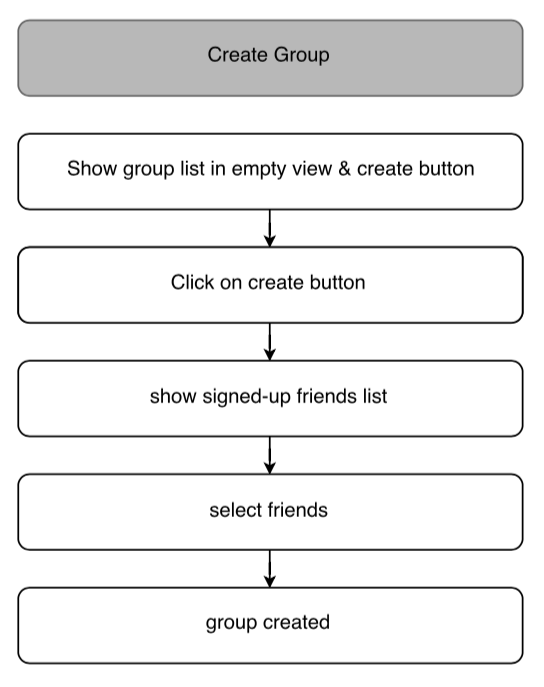 Create Group
Show group list in empty view & create button
Click on create button
show signed-up friends list
select friends
group created